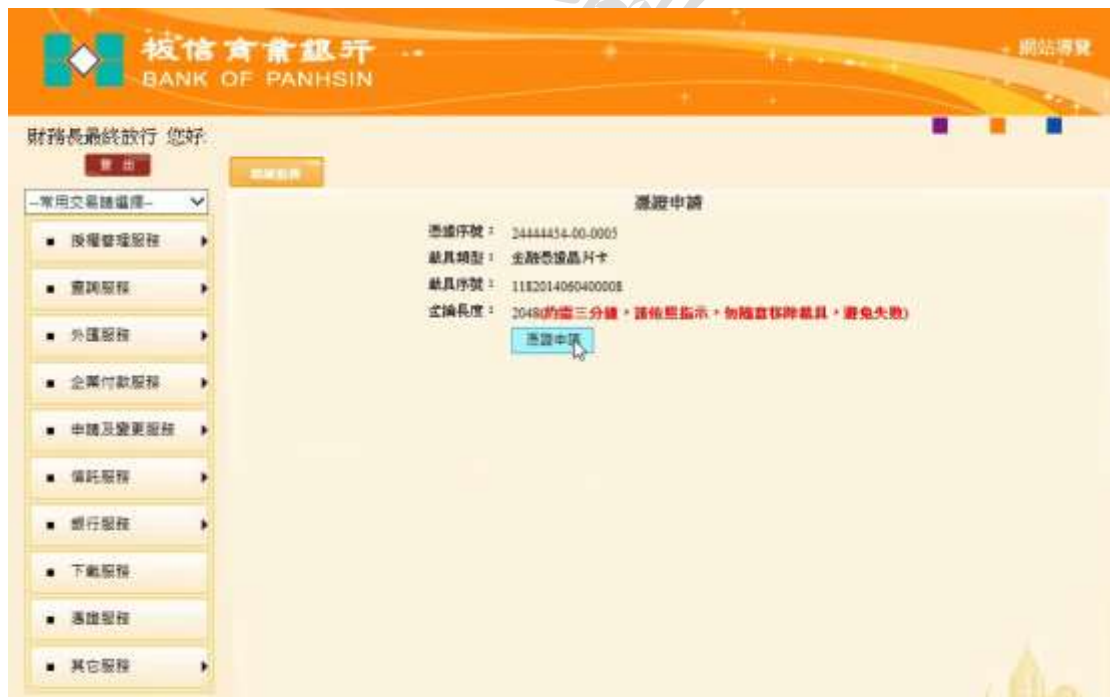 板信商業銀行
BANK OF PANHSIN
網站導覽
財務長最終放行 您好
登出
--常用交易請選擇--
憑證申請
憑證序號： 24444454-00-0005
載具類型： 金融憑證晶片卡
載具序號： 1182014060400008
金鑰長度： 2048(約需三分鐘，請依照指示，勿隨意移除載具，避免失敗)
憑證申請
授權管理服務
查詢服務
外匯服務
企業付款服務
申請及變更服務
信託服務
銀行服務
下載服務
憑證服務
其它服務